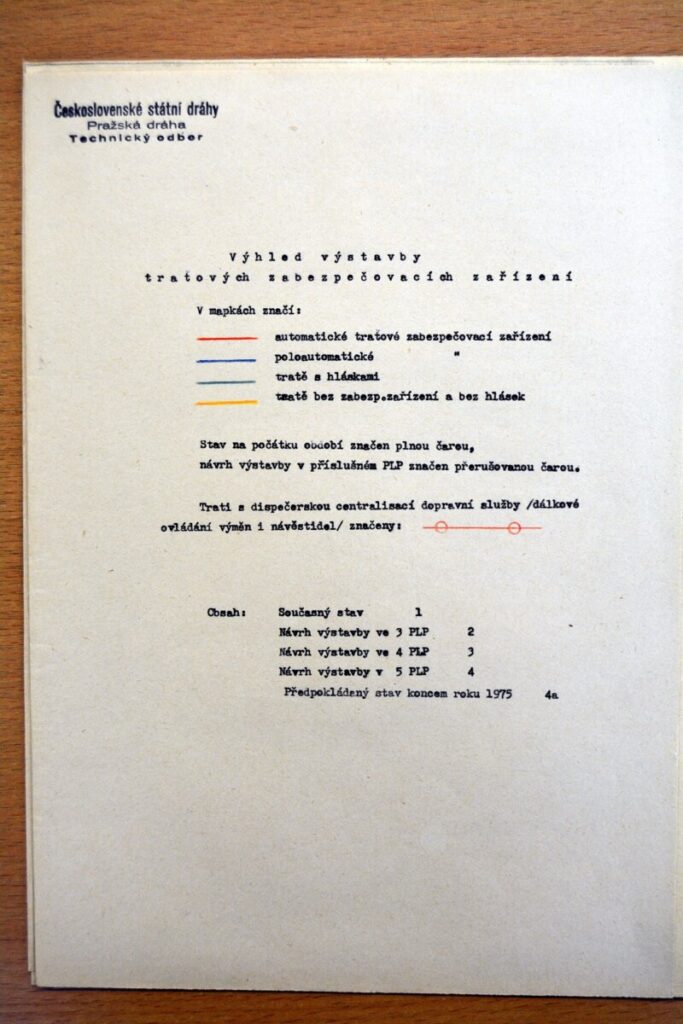 Československé státní dráhy
Pražská dráha
Technický odbor
Výhled výstavby
traťových zabezpečovacích zařízení
V mapkách značí:
automatické traťové zabezpečovací zařízení
poloautomatické "
tratě s hláskami
tratě bez zabezp.zařízení a bez hlásek
Stav na počátku období značen plnou čarou,
návrh výstavby v příslušném PLP značen přerušovanou čarou.
Trati s dispečerskou centralisací dopravní služby /dálkové
ovládání výměn i návěstidel/ značeny:
Obsah: Současný stav 1
Návrh výstavby ve 3 PLP 2
Návrh výstavby ve 4 PLP 3
Návrh výstavby v 5 PLP 4
Předpokládaný stav koncem roku 1975 4a